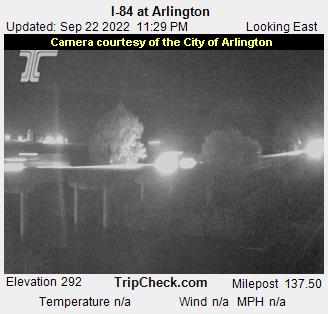 I-84 at Arlington
Updated: Sep 22 2022 11:29 PM Looking East
Camera courtesy of the City of Arlington
Elevation 292 TripCheck.com Milepost 137.50
Temperature n/a Wind n/a MPH n/a